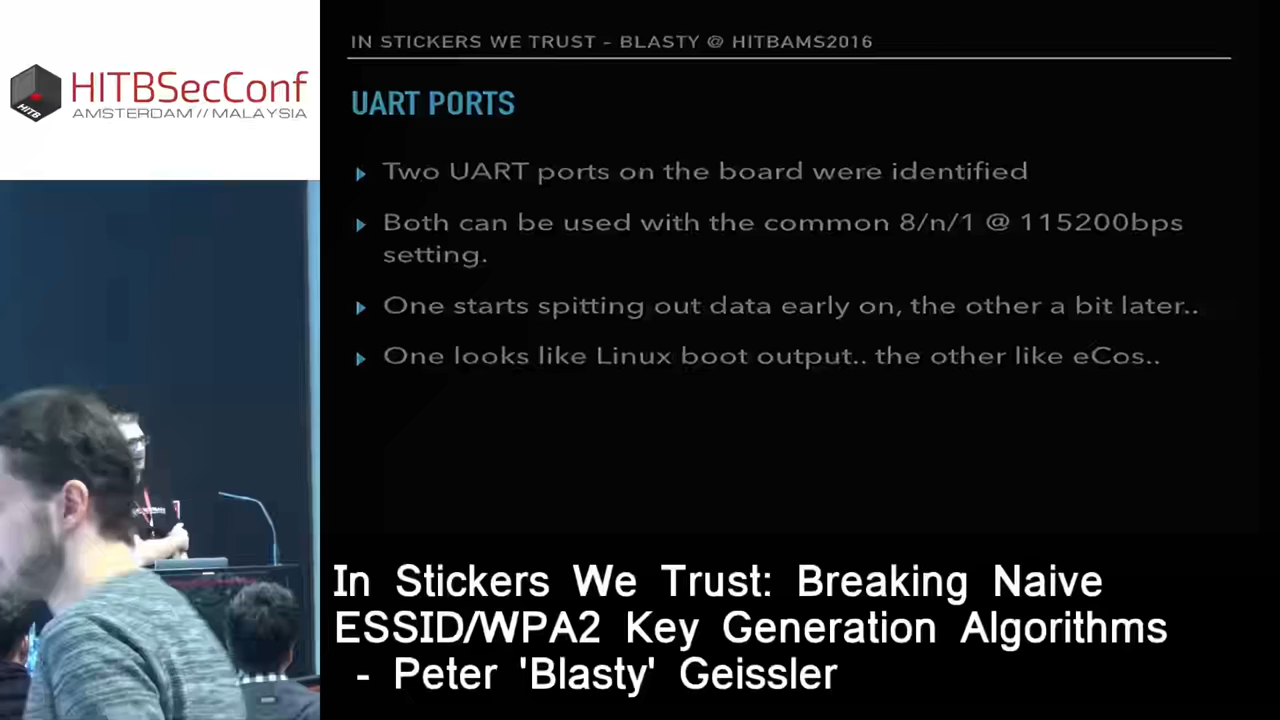 IN STICKERS WE TRUST - BLASTY @ HITBAMS2016
HITBSecConf
AMSTERDAM // MALAYSIA
HITB
UART PORTS
Two UART ports on the board were identified
Both can be used with the common 8/n/1 @ 115200bps
setting.
One starts spitting out data early on, the other a bit later..
One looks like Linux boot output.. the other like eCos..
In Stickers We Trust: Breaking Naive
ESSID/WPA2 Key Generation Algorithms
- Peter 'Blasty' Geissler